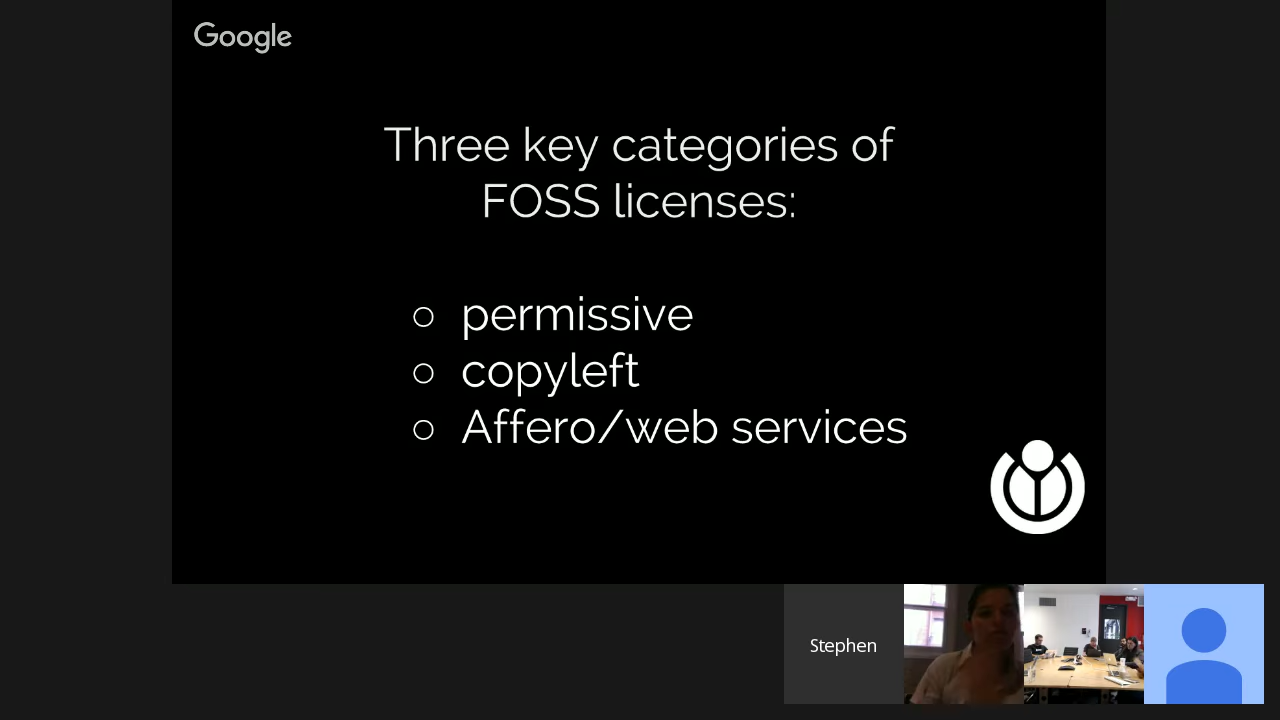 Google
Three key categories of
FOSS licenses:
○ permissive
○ copyleft
○ Affero/web services
Stephen